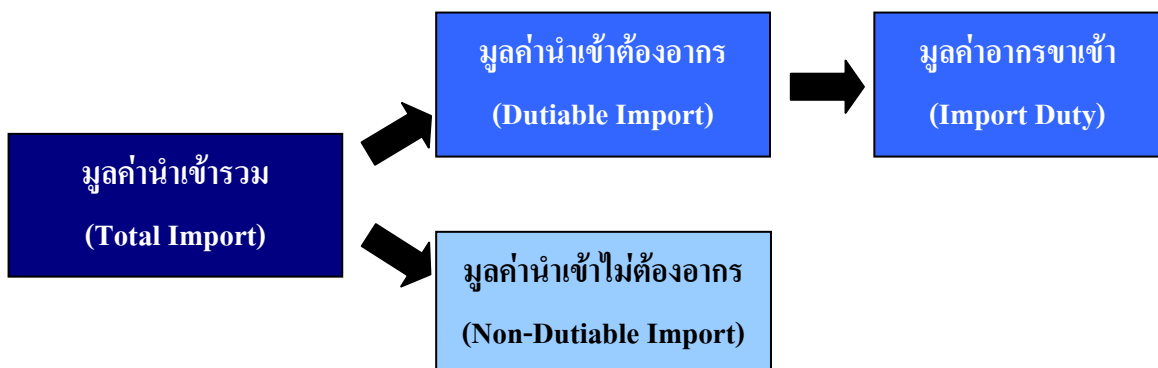 มูลค่านำเข้ารวม
(Total Import)
มูลค่านำเข้าต้องอากร
(Dutiable Import)
มูลค่าอากรขาเข้า
(Import Duty)
มูลค่านำเข้าไม่ต้องอากร
(Non-Dutiable Import)